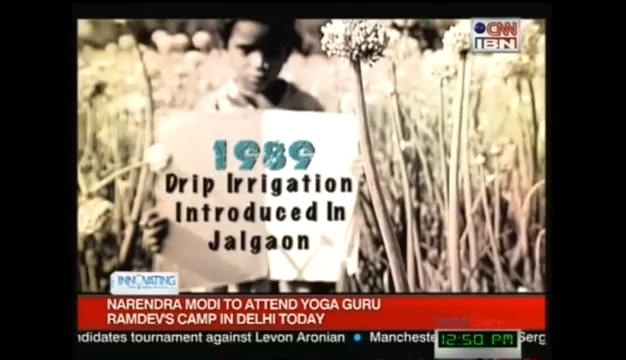 CNN
IBN
1989
Drip Irrigation
Introduced In
Jalgaon
INNOVATING
NARENDRA MODI TO ATTEND YOGA GURU
RAMDEV'S CAMP IN DELHI TODAY
ndidates tournament against Levon Aronian Manchester
12:50 PM
Serg